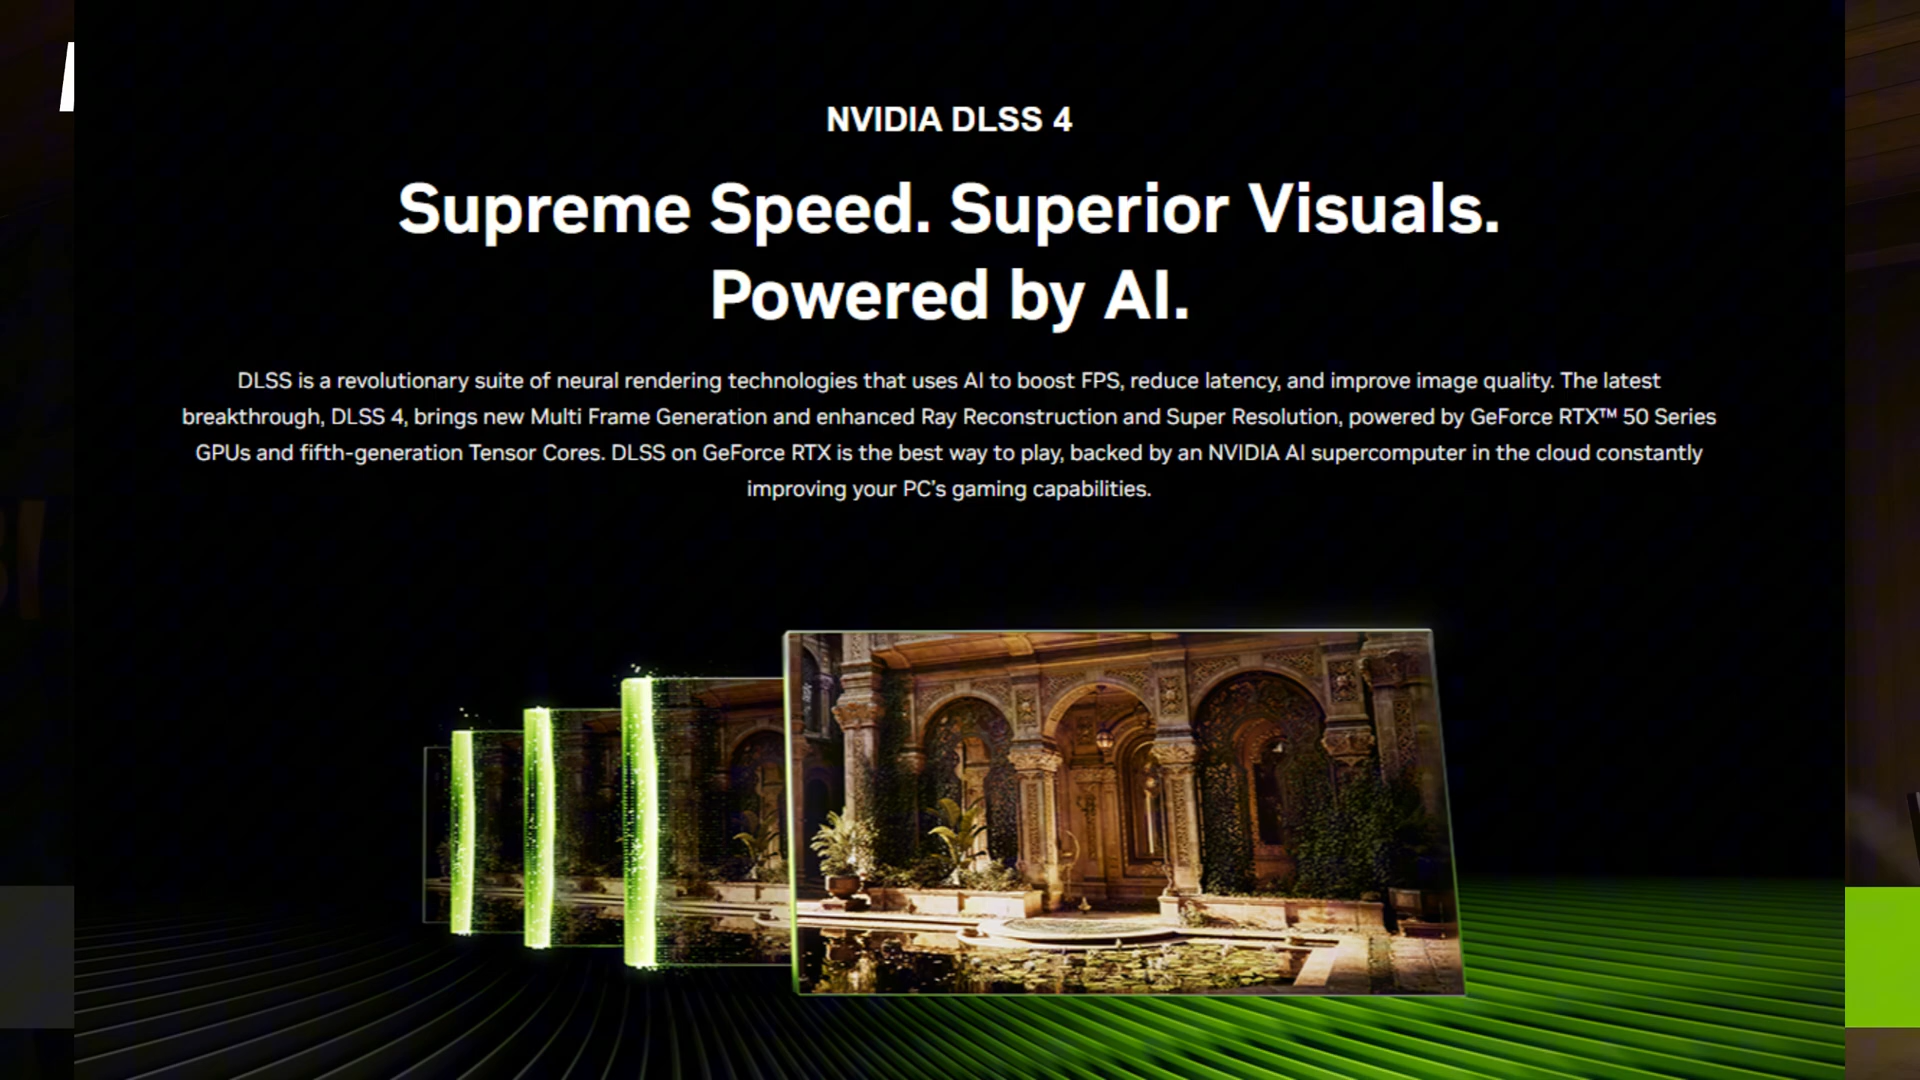 NVIDIA DLSS 4
Supreme Speed. Superior Visuals.
Powered by AI.
DLSS is a revolutionary suite of neural rendering technologies that uses AI to boost FPS, reduce latency, and improve image quality. The latest
breakthrough, DLSS 4, brings new Multi Frame Generation and enhanced Ray Reconstruction and Super Resolution, powered by GeForce RTX™ 50 Series
GPUs and fifth-generation Tensor Cores. DLSS on GeForce RTX is the best way to play, backed by an NVIDIA AI supercomputer in the cloud constantly
improving your PC’s gaming capabilities.